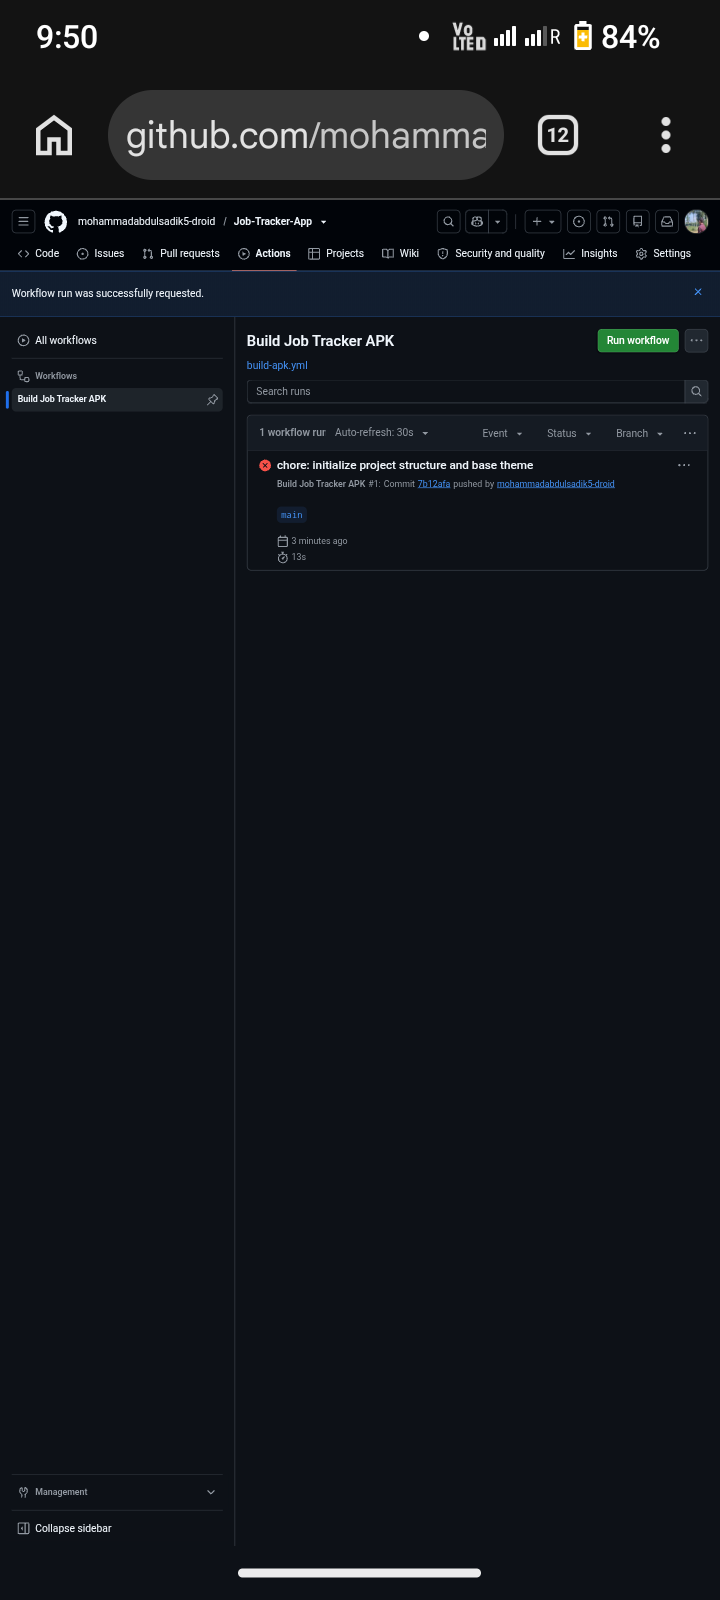 9:50
Vo
LTED
R
84%
github.com/mohamma
12
mohammadabdulsadik5-droid / Job-Tracker-App
Code Issues Pull requests Actions Projects Wiki Security and quality Insights Settings
Workflow run was successfully requested.
All workflows
Workflows
Build Job Tracker APK
Build Job Tracker APK
Run workflow
build-apk.yml
Search runs
1 workflow run Auto-refresh: 30s Event Status Branch
chore: initialize project structure and base theme
Build Job Tracker APK #1: Commit 7b12afa pushed by mohammadabdulsadik5-droid
main
3 minutes ago
13s
Management
Collapse sidebar